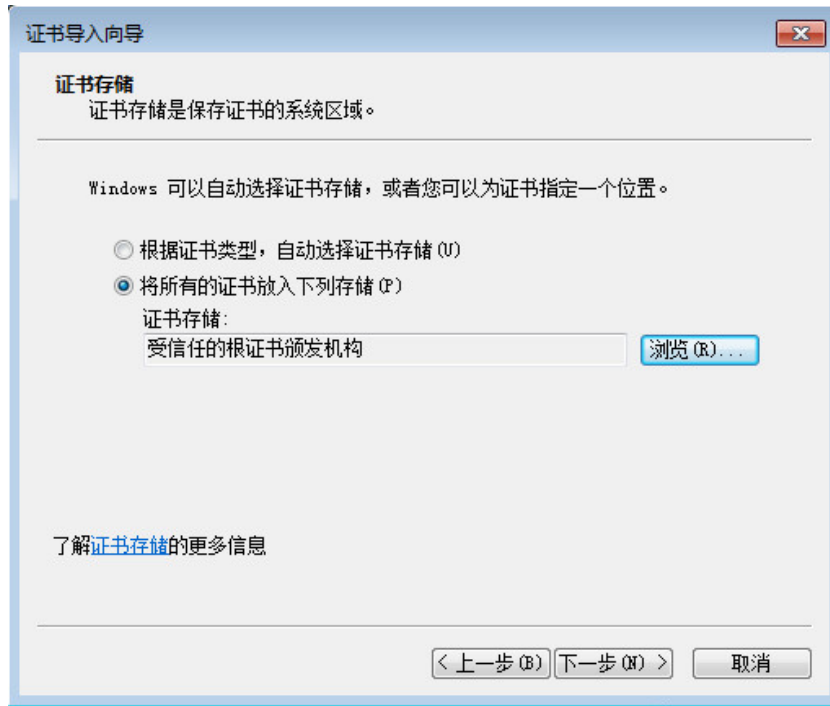 证书导入向导
证书存储
证书存储是保存证书的系统区域。
Windows 可以自动选择证书存储，或者您可以为证书指定一个位置。
根据证书类型，自动选择证书存储(U)
将所有的证书放入下列存储(P)
证书存储:
受信任的根证书颁发机构 浏览(R)...
了解证书存储的更多信息
< 上一步(B) 下一步(N) > 取消